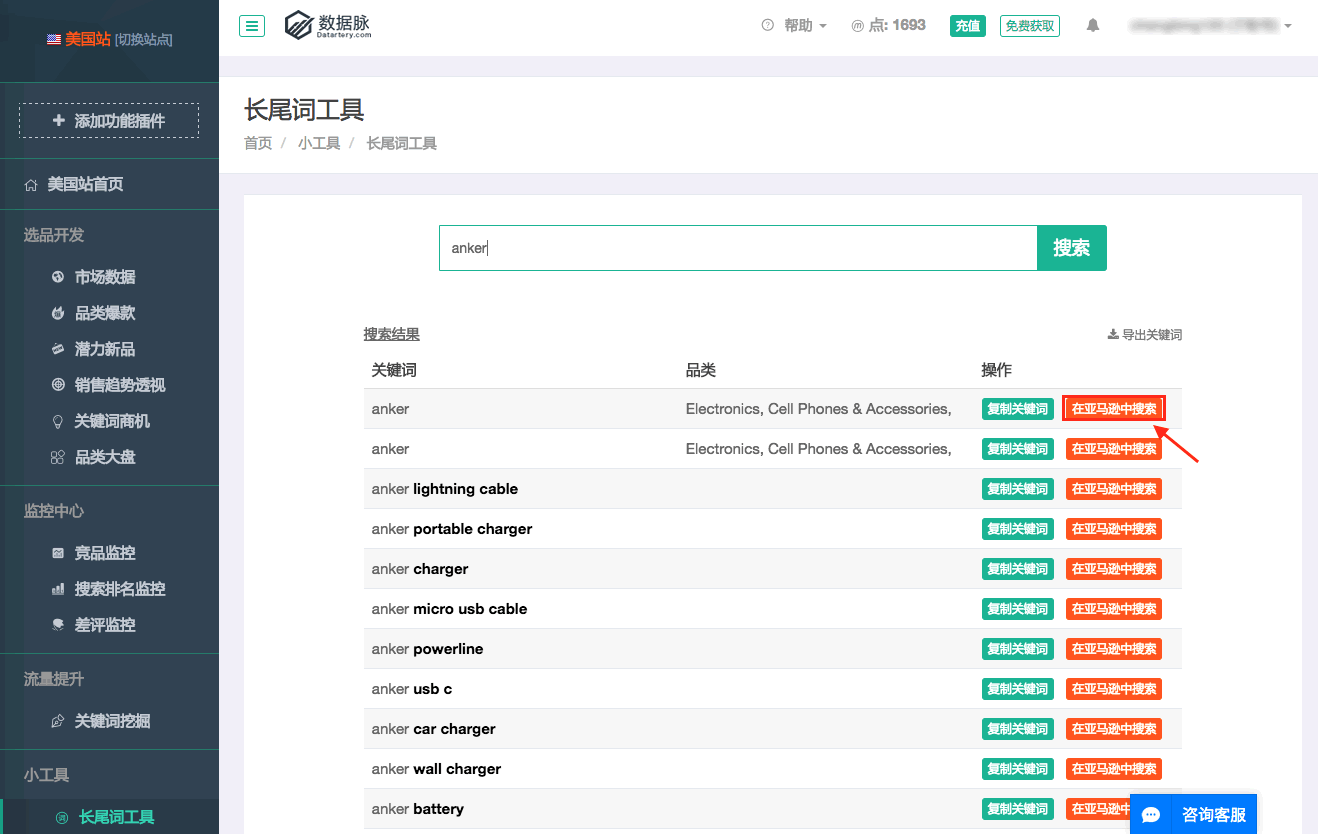 美国站 [切换站点]
添加功能插件
美国站首页
选品开发
市场数据
品类爆款
潜力新品
销售趋势透视
关键词商机
品类大盘
监控中心
竞品监控
搜索排名监控
差评监控
流量提升
关键词挖掘
小工具
长尾词工具
数据脉
Datartery.com
帮助
点: 1693
充值
免费获取
长尾词工具
首页 / 小工具 / 长尾词工具
anker
搜索
搜索结果
导出关键词
关键词 品类 操作
anker Electronics, Cell Phones & Accessories, 复制关键词 在亚马逊中搜索
anker Electronics, Cell Phones & Accessories, 复制关键词 在亚马逊中搜索
anker lightning cable 复制关键词 在亚马逊中搜索
anker portable charger 复制关键词 在亚马逊中搜索
anker charger 复制关键词 在亚马逊中搜索
anker micro usb cable 复制关键词 在亚马逊中搜索
anker powerline 复制关键词 在亚马逊中搜索
anker usb c 复制关键词 在亚马逊中搜索
anker car charger 复制关键词 在亚马逊中搜索
anker wall charger 复制关键词 在亚马逊中搜索
anker battery 复制关键词 在亚马逊
咨询客服